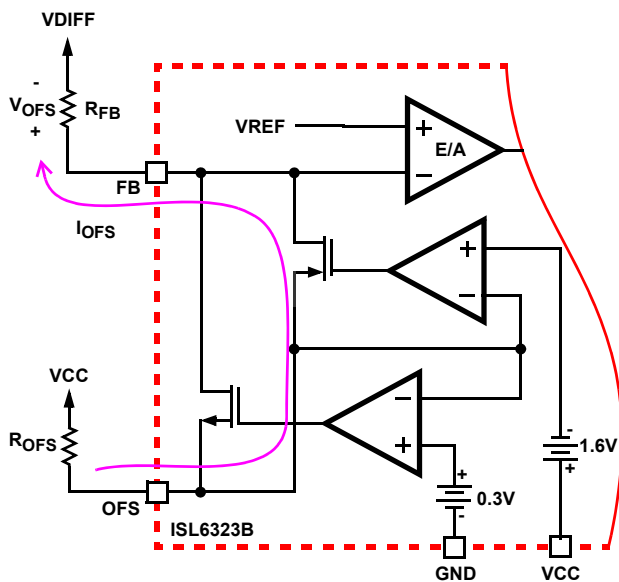 VDIFF
-
VOFS
+
RFB
VREF
+
E/A
−
FB
IOFS
+
−
VCC
ROFS
−
+
-
1.6V
+
+
0.3V
-
OFS
ISL6323B
GND
VCC